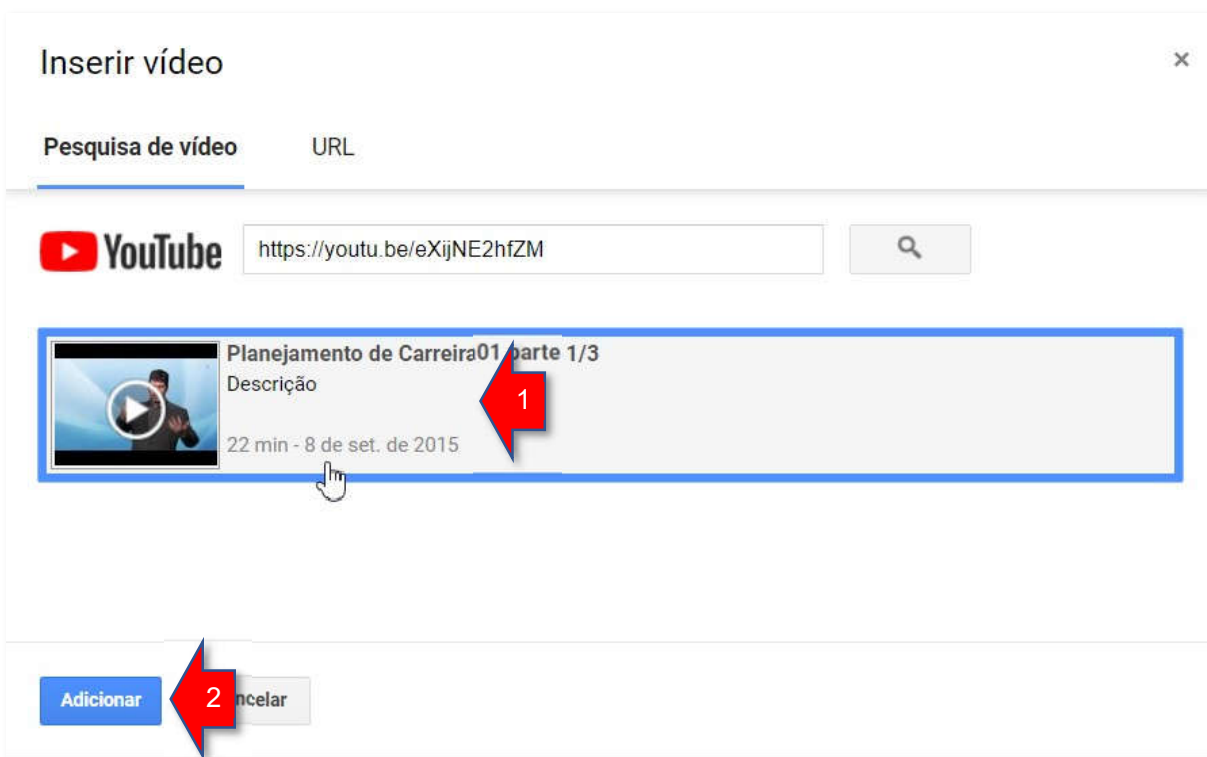 Inserir vídeo ×
Pesquisa de vídeo URL
YouTube https://youtu.be/eXijNE2hfZM
Planejamento de Carreira01 parte 1/3
Descrição
1
22 min - 8 de set. de 2015
Adicionar 2 ncelar